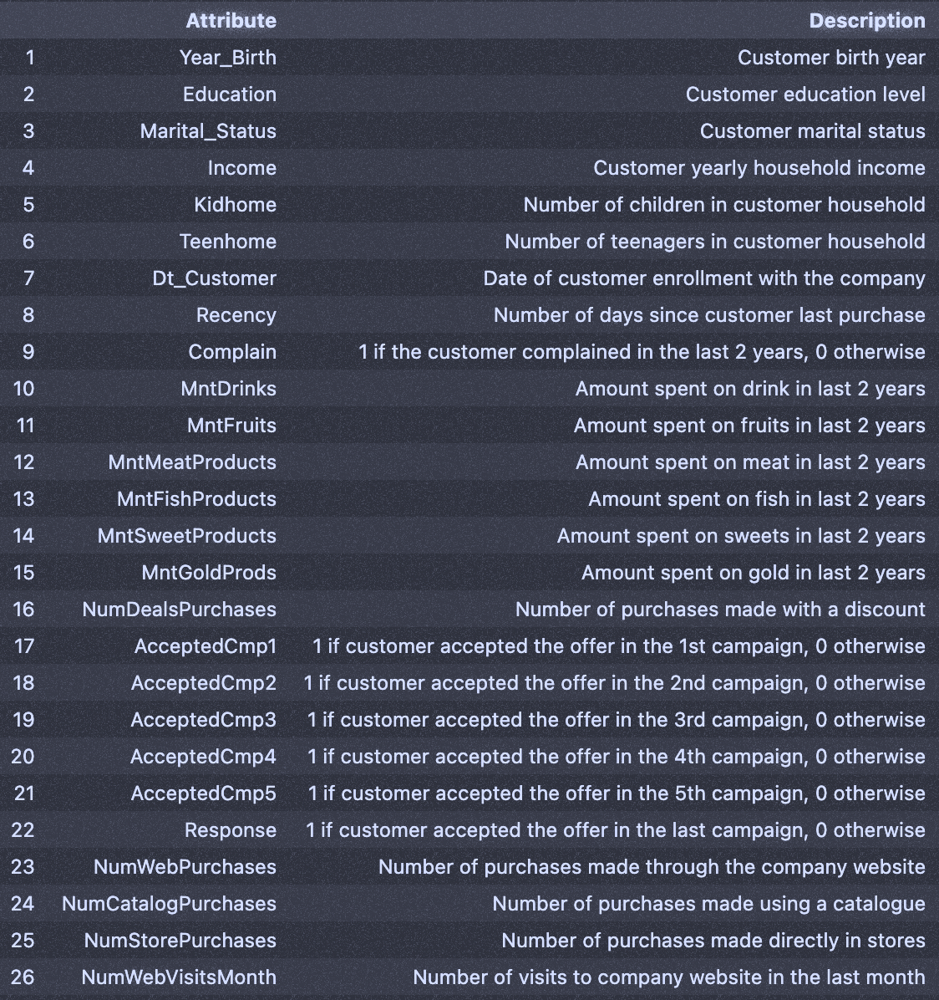 Attribute Description
1 Year_Birth Customer birth year
2 Education Customer education level
3 Marital_Status Customer marital status
4 Income Customer yearly household income
5 Kidhome Number of children in customer household
6 Teenhome Number of teenagers in customer household
7 Dt_Customer Date of customer enrollment with the company
8 Recency Number of days since customer last purchase
9 Complain 1 if the customer complained in the last 2 years, 0 otherwise
10 MntDrinks Amount spent on drink in last 2 years
11 MntFruits Amount spent on fruits in last 2 years
12 MntMeatProducts Amount spent on meat in last 2 years
13 MntFishProducts Amount spent on fish in last 2 years
14 MntSweetProducts Amount spent on sweets in last 2 years
15 MntGoldProds Amount spent on gold in last 2 years
16 NumDealsPurchases Number of purchases made with a discount
17 AcceptedCmp1 1 if customer accepted the offer in the 1st campaign, 0 otherwise
18 AcceptedCmp2 1 if customer accepted the offer in the 2nd campaign, 0 otherwise
19 AcceptedCmp3 1 if customer accepted the offer in the 3rd campaign, 0 otherwise
20 AcceptedCmp4 1 if customer accepted the offer in the 4th campaign, 0 otherwise
21 AcceptedCmp5 1 if customer accepted the offer in the 5th campaign, 0 otherwise
22 Response 1 if customer accepted the offer in the last campaign, 0 otherwise
23 NumWebPurchases Number of purchases made through the company website
24 NumCatalogPurchases Number of purchases made using a catalogue
25 NumStorePurchases Number of purchases made directly in stores
26 NumWebVisitsMonth Number of visits to company website in the last month